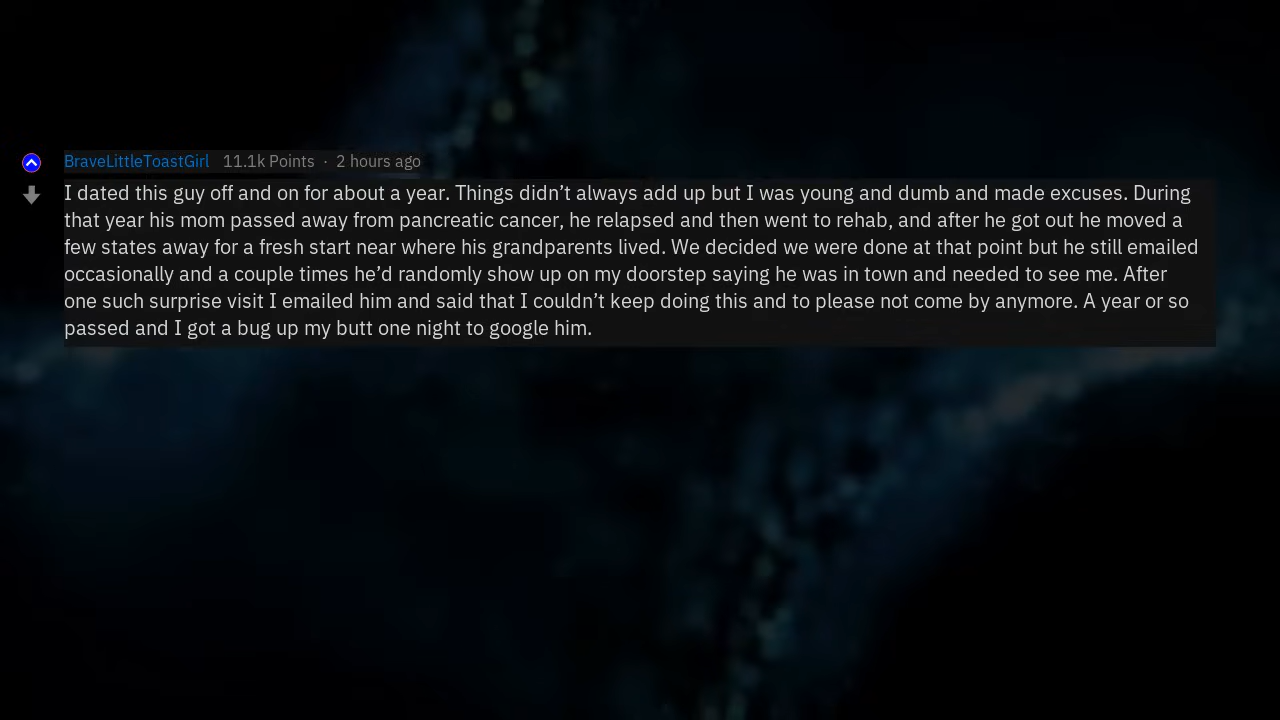 BraveLittleToastGirl 11.1k Points · 2 hours ago
I dated this guy off and on for about a year. Things didn’t always add up but I was young and dumb and made excuses. During
that year his mom passed away from pancreatic cancer, he relapsed and then went to rehab, and after he got out he moved a
few states away for a fresh start near where his grandparents lived. We decided we were done at that point but he still emailed
occasionally and a couple times he’d randomly show up on my doorstep saying he was in town and needed to see me. After
one such surprise visit I emailed him and said that I couldn’t keep doing this and to please not come by anymore. A year or so
passed and I got a bug up my butt one night to google him.